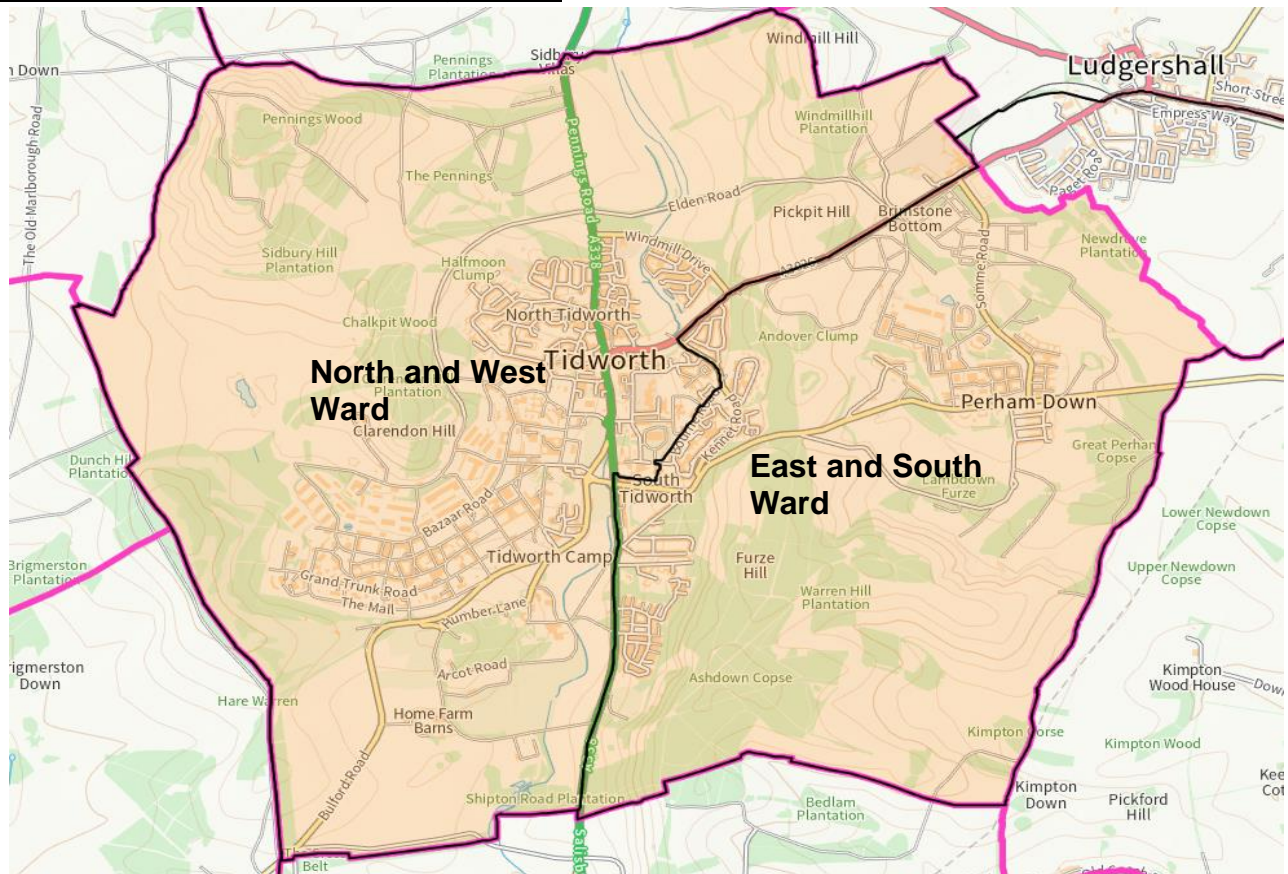 Windmill Hill
Pennings
Plantation
Down
Ludgershall
Short-Street
Empress Way
Pennings Wood
Windmillhill
Plantation
Paget Road
The Old Marlborough Road
The Pennings
Pennings Road A338
Elden Road
Pickpit Hill
Brimstone
Bottom
Newdrove
Plantation
Sidbury Hill
Plantation
Halfmoon
Clump
Windmill Drive
Somme Road
Chalkpit Wood
North Tidworth
Andover Clump
Tidworth
North and West
Ward
Plantation
Clarendon Hill
Perham Down
Kennet Road
Great Perham
Copse
Dunch Hill
Plantation
East and South
Ward
South
Tidworth
Lambdown
Furze
Bazaar Road
Lower Newdown
Copse
Tidworth Camp
Brigmerston
Plantation
Furze
Hill
Upper Newdown
Copse
Grand Trunk Road
The Mall
Warren Hill
Plantation
Humber Lane
Down
Arcot Road
Ashdown Copse
Kimpton
Wood House
Hare Warren
Home Farm
Barns
Kimpton Gorse
Kimpton Wood
Bulford Road
Shipton Road Plantation
Bedlam
Plantation
Kimpton
Down
Pickford
Hill
Belt